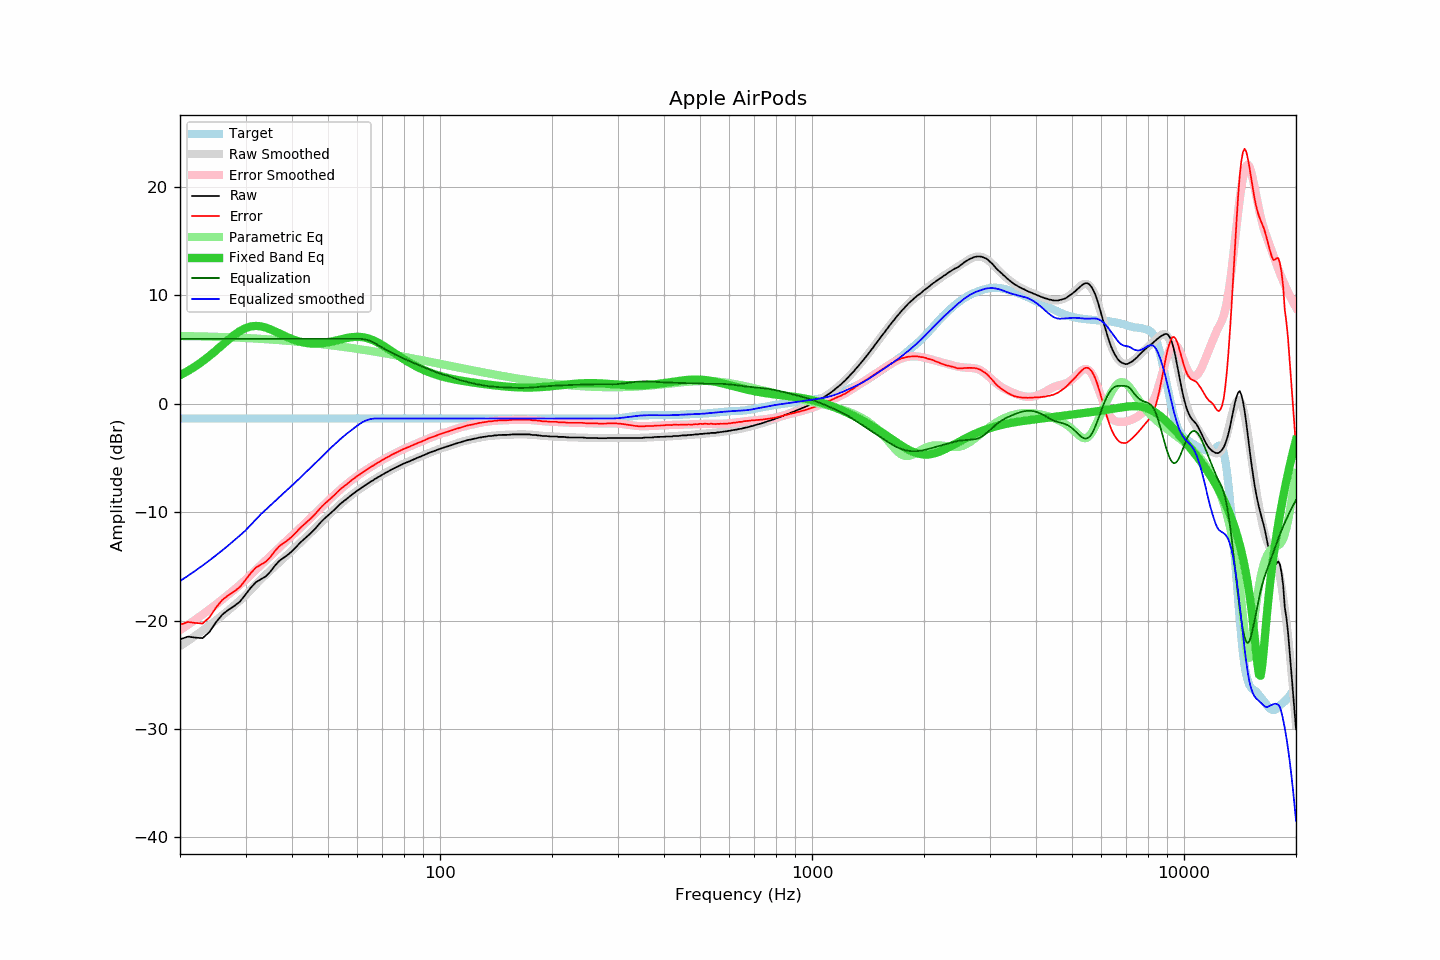 Apple AirPods
Target
Raw Smoothed
Error Smoothed
Raw
Error
Parametric Eq
Fixed Band Eq
Equalization
Equalized smoothed
20
10
0
−10
−20
−30
−40
Amplitude (dBr)
100
1000
10000
Frequency (Hz)